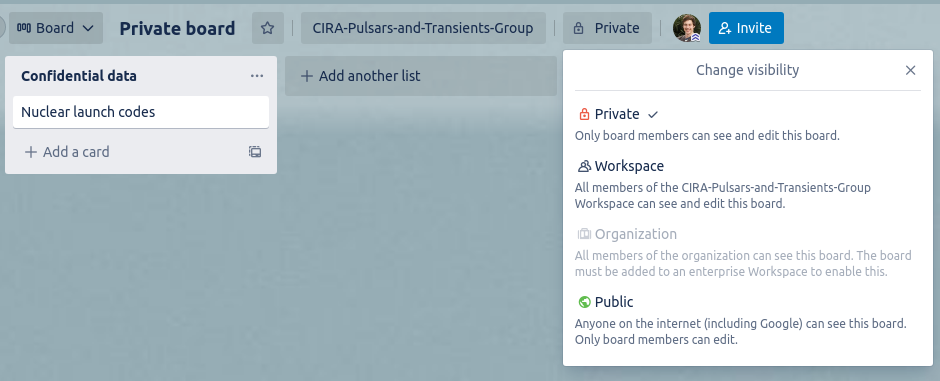 Board
Private board
CIRA-Pulsars-and-Transients-Group
Private
Invite
Confidential data
Nuclear launch codes
Add a card
Add another list
Change visibility
Private
Only board members can see and edit this board.
Workspace
All members of the CIRA-Pulsars-and-Transients-Group
Workspace can see and edit this board.
Organization
All members of the organization can see this board. The board
must be added to an enterprise Workspace to enable this.
Public
Anyone on the internet (including Google) can see this board.
Only board members can edit.